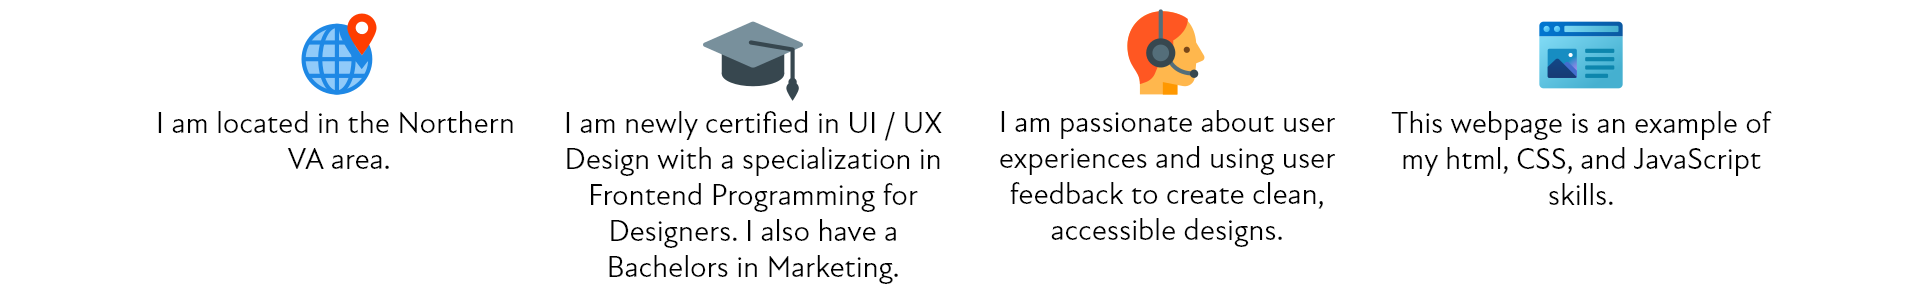 I am located in the Northern
VA area.
I am newly certified in UI / UX
Design with a specialization in
Frontend Programming for
Designers. I also have a
Bachelors in Marketing.
I am passionate about user
experiences and using user
feedback to create clean,
accessible designs.
This webpage is an example of
my html, CSS, and JavaScript
skills.